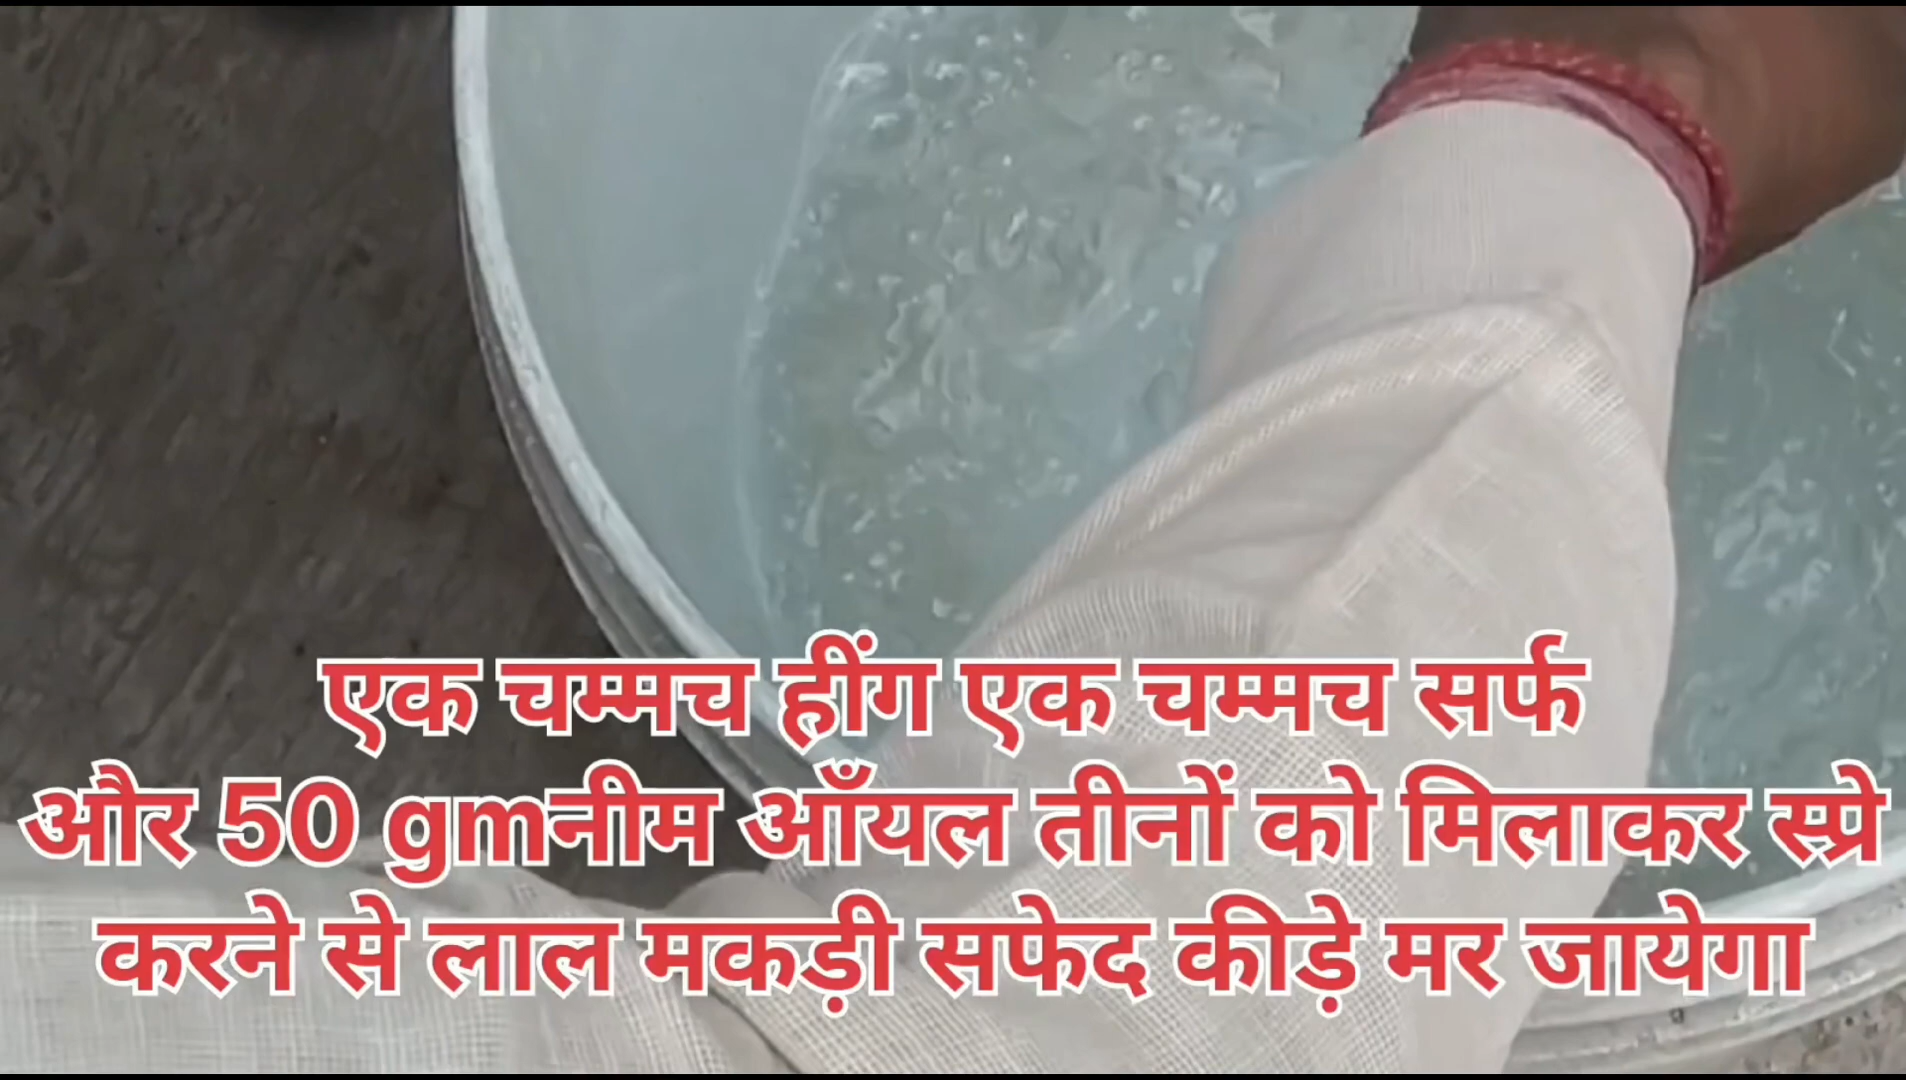 एक चम्मच हींग एक चम्मच सर्फ
और 50 gmनीम ऑयल तीनों को मिलाकर स्प्रे
करने से लाल मकड़ी सफेद कीड़े मर जायेगा